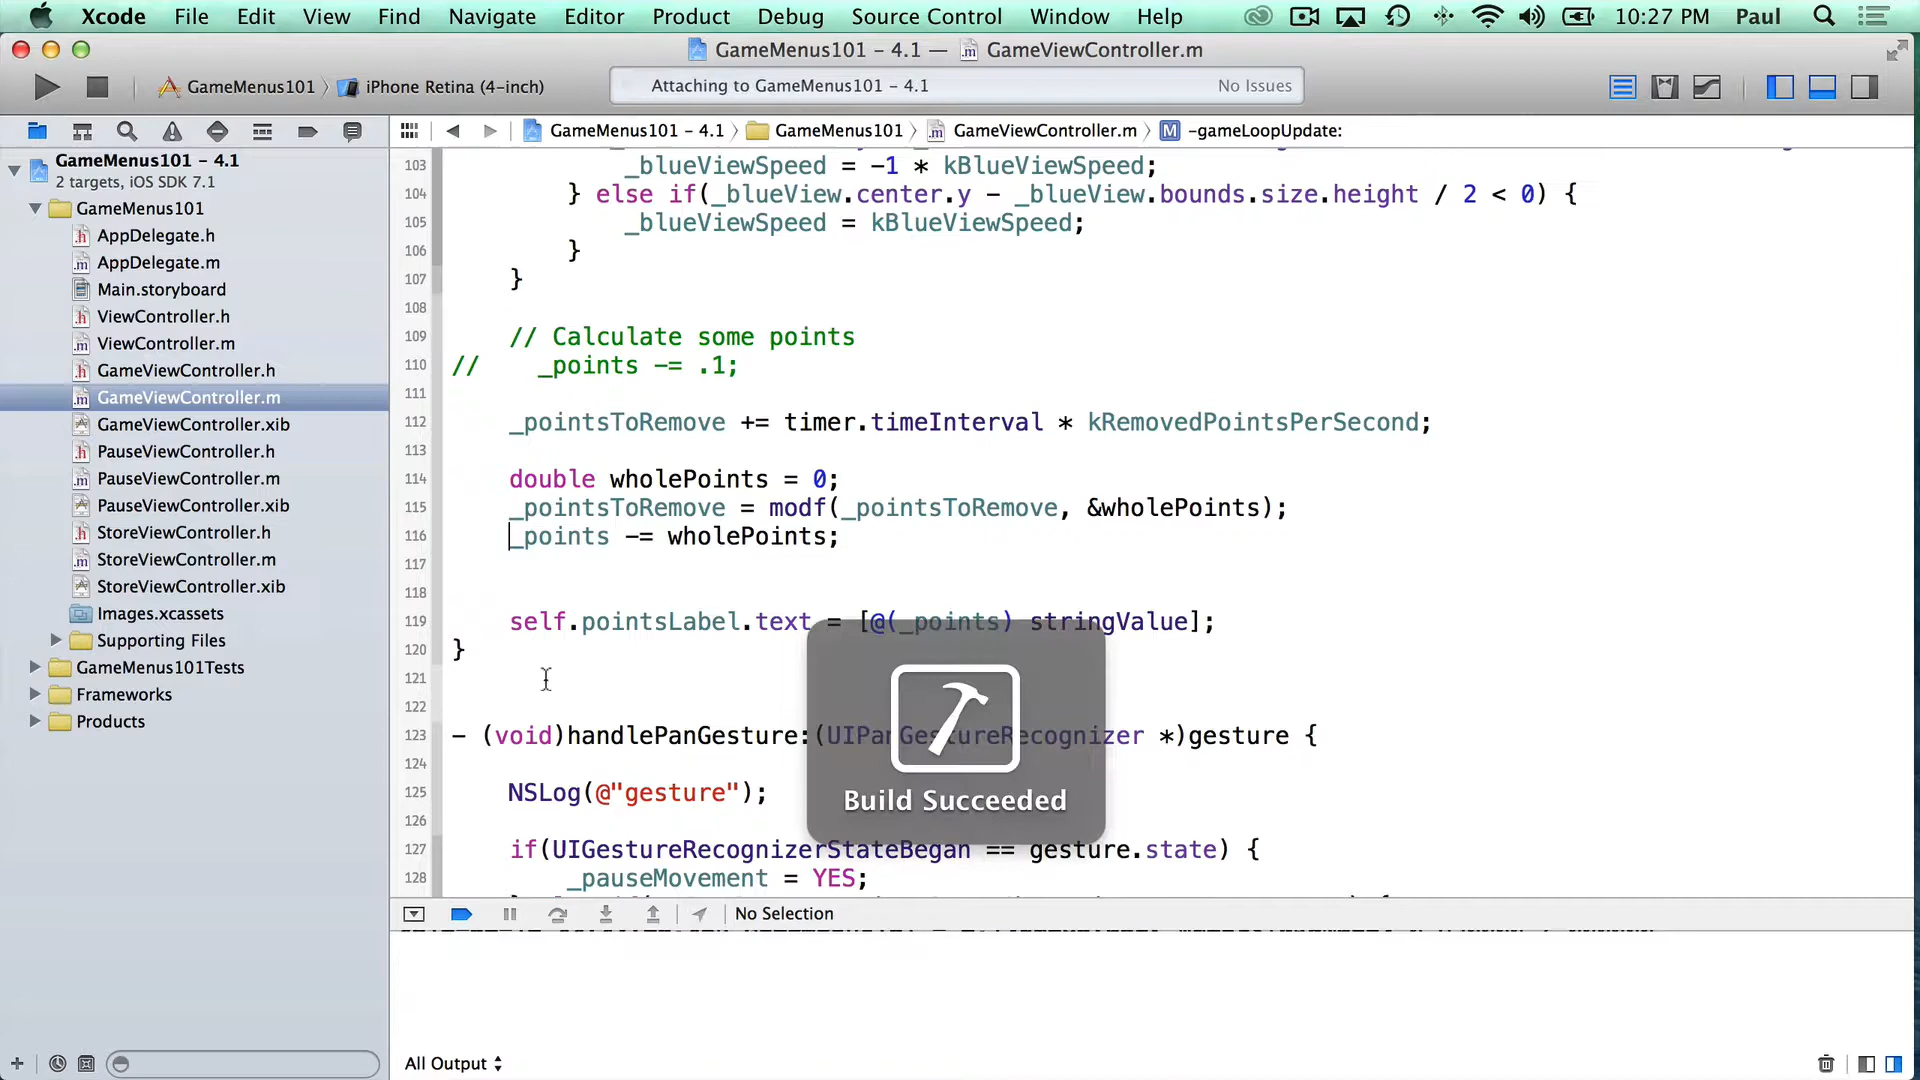 Xcode File Edit View Find Navigate Editor Product Debug Source Control Window Help 10:27 PM Paul
GameMenus101 – 4.1 — GameViewController.m
GameMenus101 iPhone Retina (4-inch) Attaching to GameMenus101 – 4.1 No Issues
GameMenus101 – 4.1 GameMenus101 GameViewController.m M -gameLoopUpdate:
GameMenus101 – 4.1
2 targets, iOS SDK 7.1
GameMenus101
AppDelegate.h
AppDelegate.m
Main.storyboard
ViewController.h
ViewController.m
GameViewController.h
GameViewController.m
GameViewController.xib
PauseViewController.h
PauseViewController.m
PauseViewController.xib
StoreViewController.h
StoreViewController.m
StoreViewController.xib
Images.xcassets
Supporting Files
GameMenus101Tests
Frameworks
Products
103 _blueViewSpeed = -1 * kBlueViewSpeed;
104 } else if(_blueView.center.y - _blueView.bounds.size.height / 2 < 0) {
105 _blueViewSpeed = kBlueViewSpeed;
106 }
107 }
108
109 // Calculate some points
110 // _points -= .1;
111
112 _pointsToRemove += timer.timeInterval * kRemovedPointsPerSecond;
113
114 double wholePoints = 0;
115 _pointsToRemove = modf(_pointsToRemove, &wholePoints);
116 _points -= wholePoints;
117
118
119 self.pointsLabel.text = [@(_points) stringValue];
120 }
121
122
123 - (void)handlePanGesture:(UIPanGestureRecognizer *)gesture {
124
125 NSLog(@"gesture");
126
127 if(UIGestureRecognizerStateBegan == gesture.state) {
128 _pauseMovement = YES;
Build Succeeded
No Selection
All Output